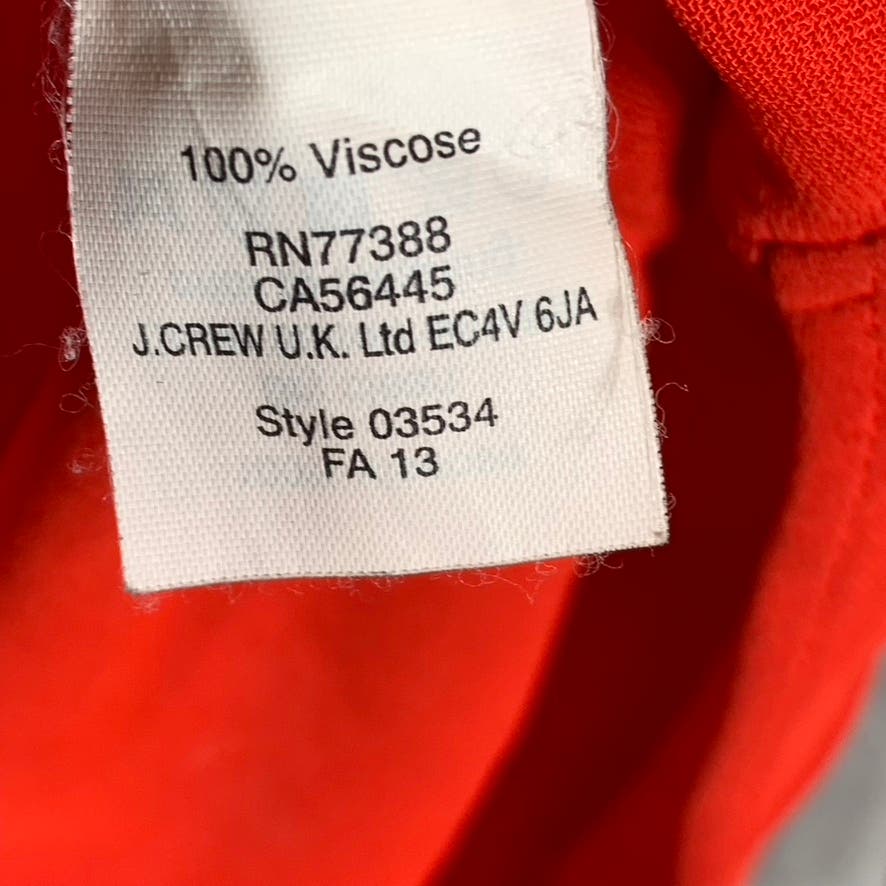 100% Viscose
RN77388
CA56445
J.CREW U.K. Ltd EC4V 6JA
Style 03534
FA 13